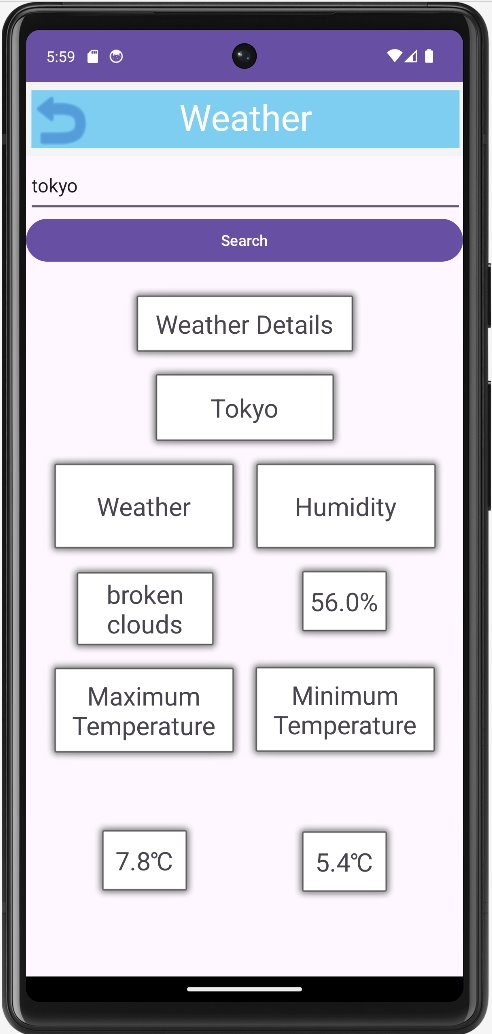 5:59
Weather
tokyo
Search
Weather Details
Tokyo
Weather
Humidity
broken
clouds
56.0%
Maximum
Temperature
Minimum
Temperature
7.8℃
5.4℃